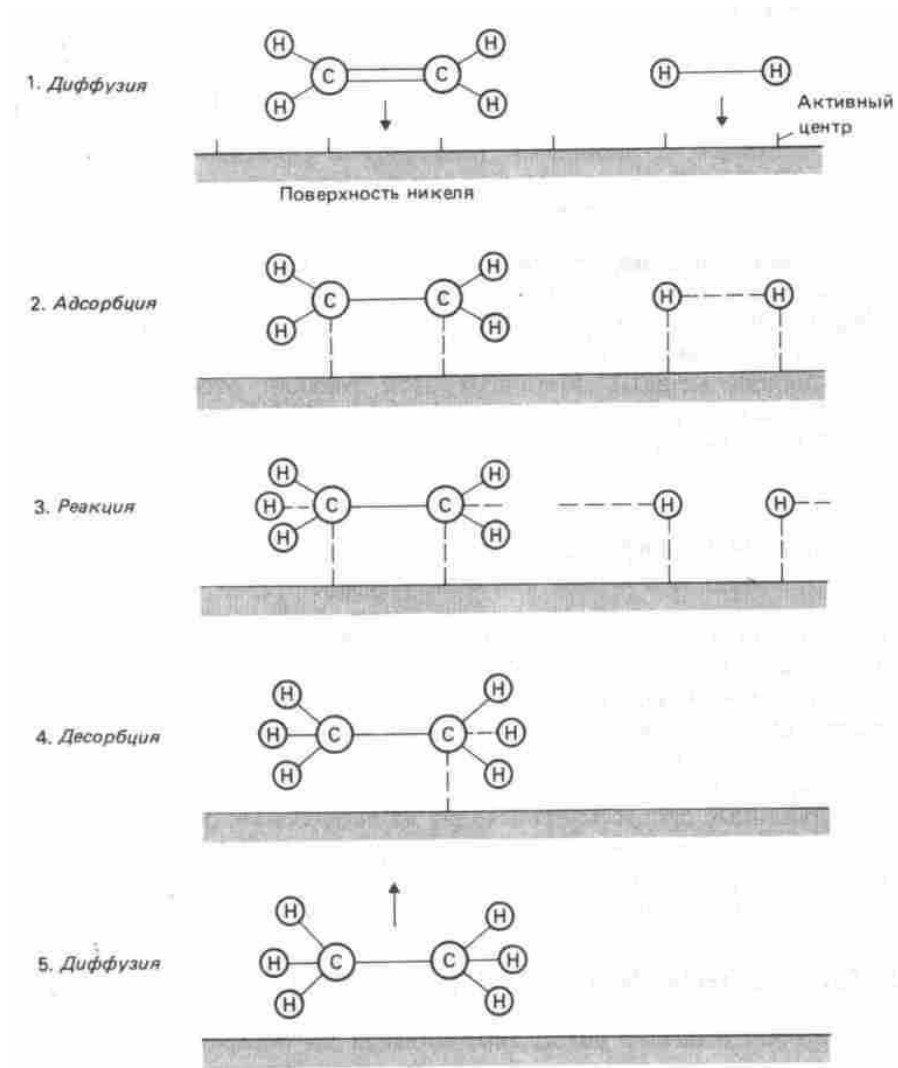 H H H H
C C
H H
H H
1. Диффузия
Активный
центр
Поверхность никеля
H H
C C
H H
H H
2. Адсорбция
H H
H C C H H
H H
3. Реакция
H H
H C C H
H H
4. Десорбция
H H
H C C H
H H
5. Диффузия